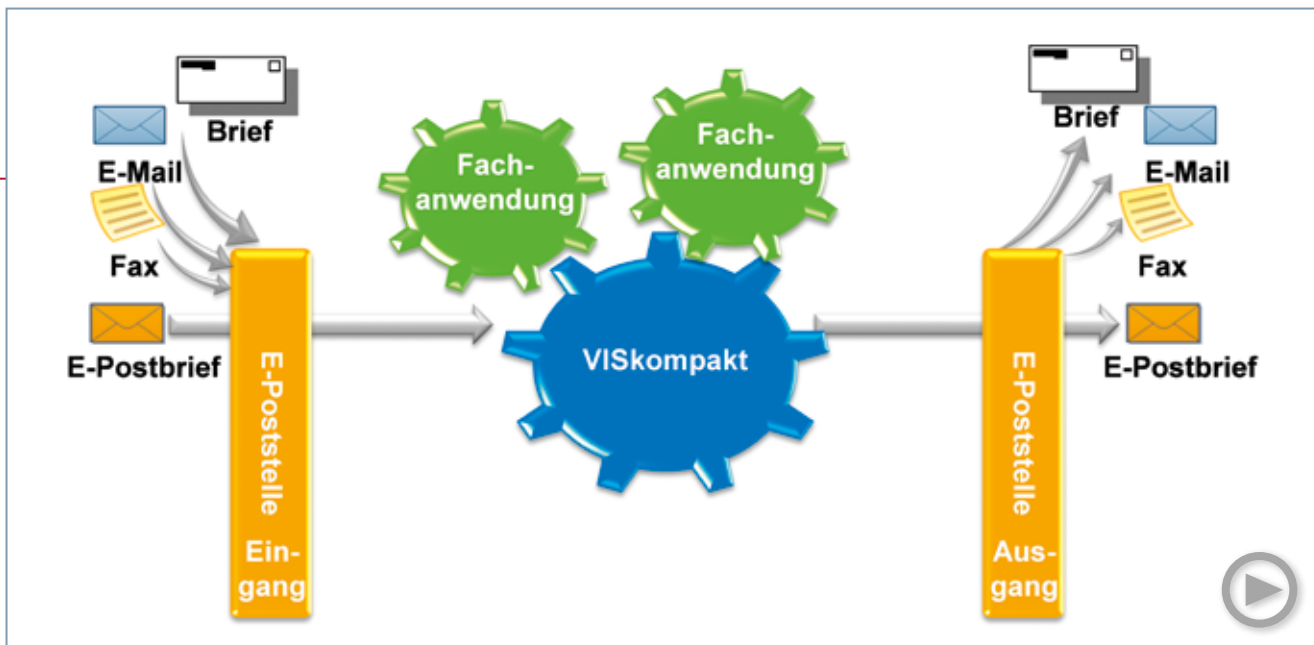 Brief
E-Mail
Fax
E-Postbrief
E-Poststelle
Ein-
gang
Fach-
anwendung
Fach-
anwendung
VISkompakt
E-Poststelle
Aus-
gang
Brief
E-Mail
Fax
E-Postbrief